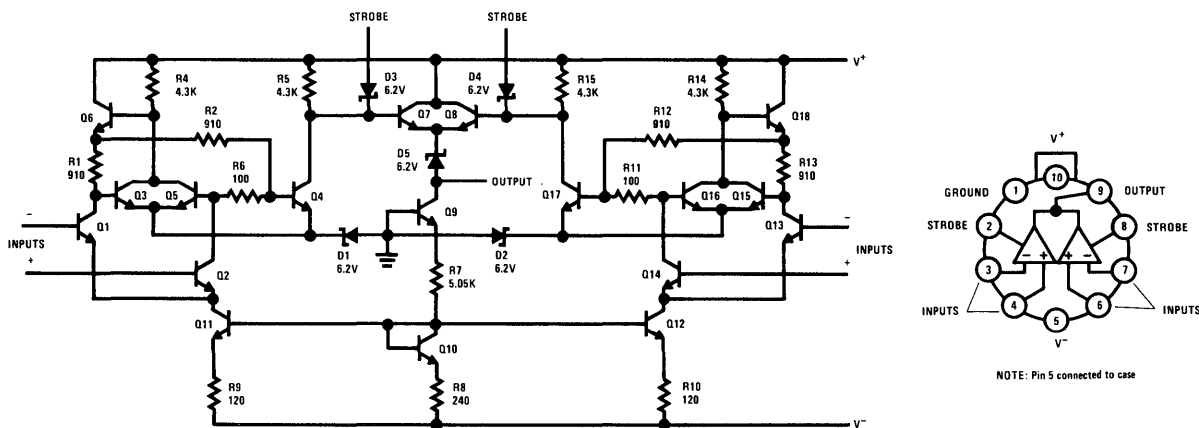 STROBE
STROBE
V+
R4
4.3K
R5
4.3K
D3
6.2V
D4
6.2V
R15
4.3K
R14
4.3K
Q6
R2
910
Q7
Q8
R12
910
Q18
R1
910
R6
100
D5
6.2V
R11
100
R13
910
Q3
Q5
Q4
OUTPUT
Q17
Q16
Q15
−
Q1
Q9
Q13
−
INPUTS
INPUTS
+
D1
6.2V
D2
6.2V
+
Q2
R7
5.05K
Q14
Q11
Q10
Q12
R9
120
R8
240
R10
120
V−
V+
GROUND
1
10
9
OUTPUT
STROBE
2
8
STROBE
− +
+ −
3
7
INPUTS
4
6
INPUTS
5
V−
NOTE: Pin 5 connected to case